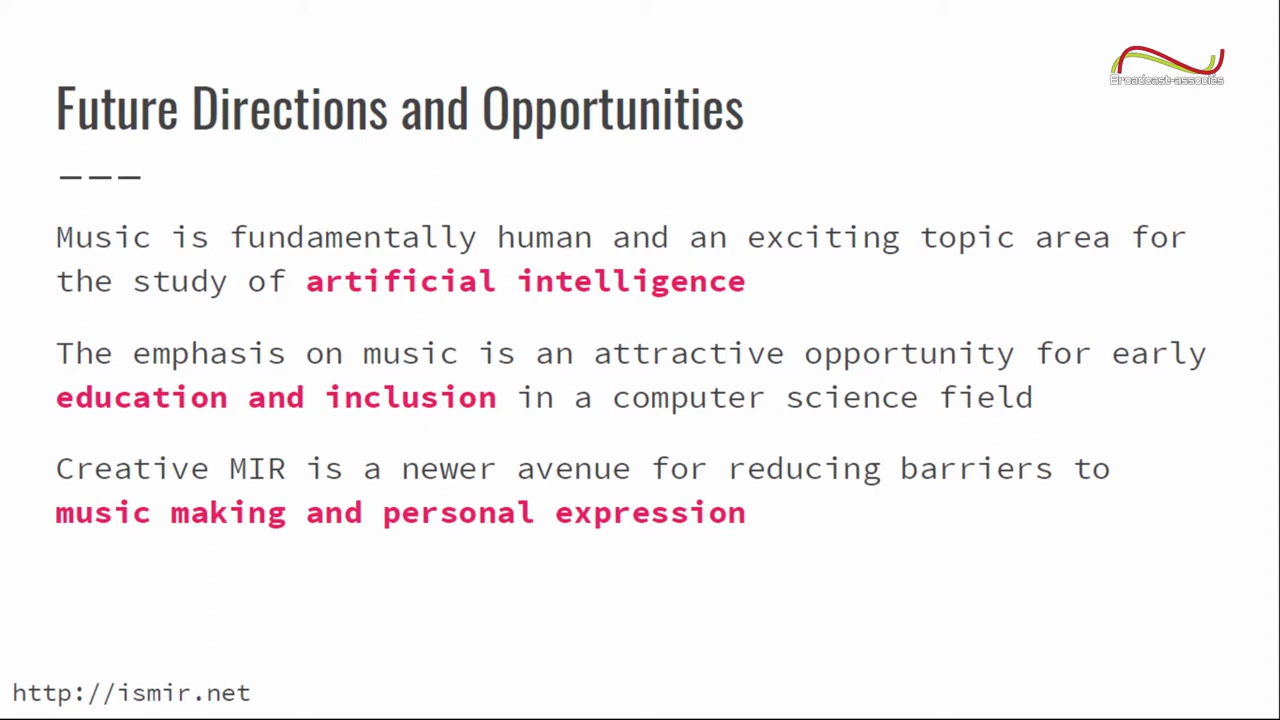 Broadcast-associés
Future Directions and Opportunities
Music is fundamentally human and an exciting topic area for
the study of artificial intelligence
The emphasis on music is an attractive opportunity for early
education and inclusion in a computer science field
Creative MIR is a newer avenue for reducing barriers to
music making and personal expression
http://ismir.net